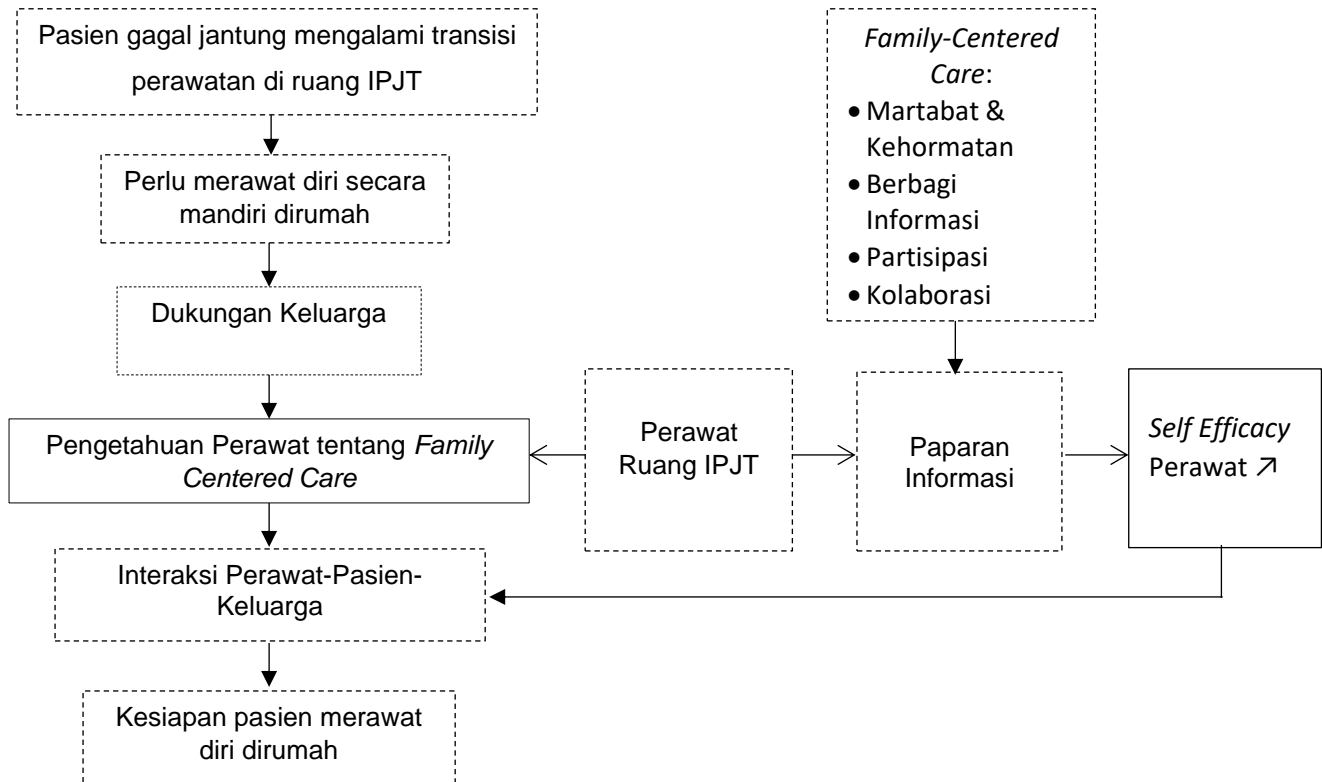 Pasien gagal jantung mengalami transisi
perawatan di ruang IPJT
Perlu merawat diri secara
mandiri dirumah
Dukungan Keluarga
Pengetahuan Perawat tentang Family
Centered Care
Interaksi Perawat-Pasien-
Keluarga
Kesiapan pasien merawat
diri dirumah
Perawat
Ruang IPJT
Family-Centered
Care:
• Martabat &
Kehormatan
• Berbagi
Informasi
• Partisipasi
• Kolaborasi
Paparan
Informasi
Self Efficacy
Perawat ↗